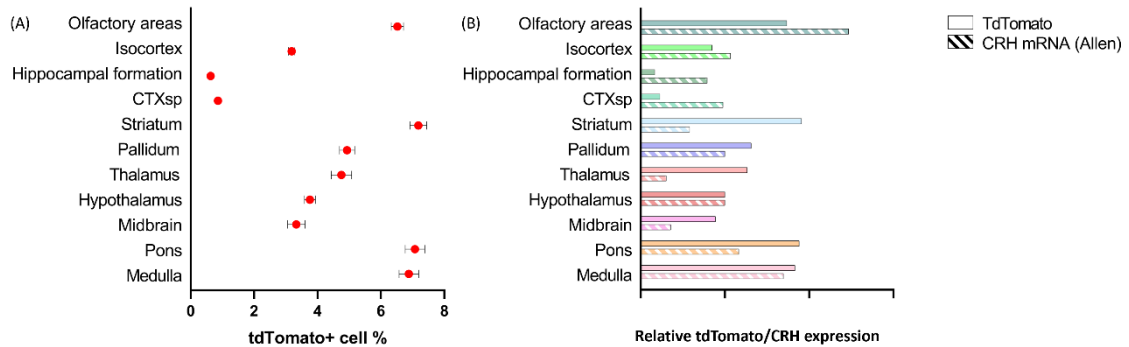 (A)
Olfactory areas
Isocortex
Hippocampal formation
CTXsp
Striatum
Pallidum
Thalamus
Hypothalamus
Midbrain
Pons
Medulla
0 2 4 6 8
tdTomato+ cell %
(B)
Olfactory areas
Isocortex
Hippocampal formation
CTXsp
Striatum
Pallidum
Thalamus
Hypothalamus
Midbrain
Pons
Medulla
Relative tdTomato/CRH expression
TdTomato
CRH mRNA (Allen)